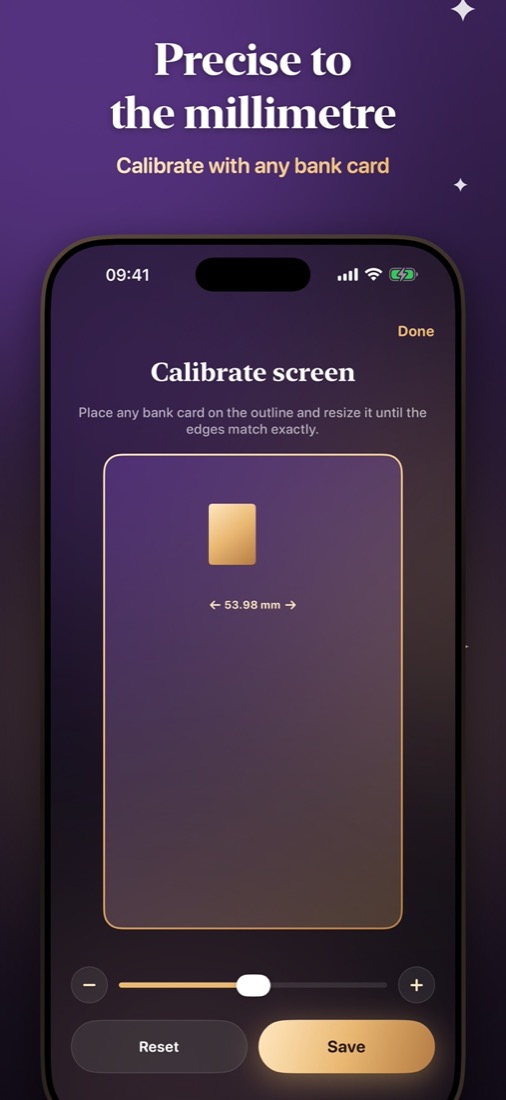 Precise to
the millimetre
Calibrate with any bank card
09:41
Done
Calibrate screen
Place any bank card on the outline and resize it until the
edges match exactly.
← 53.98 mm →
Reset
Save